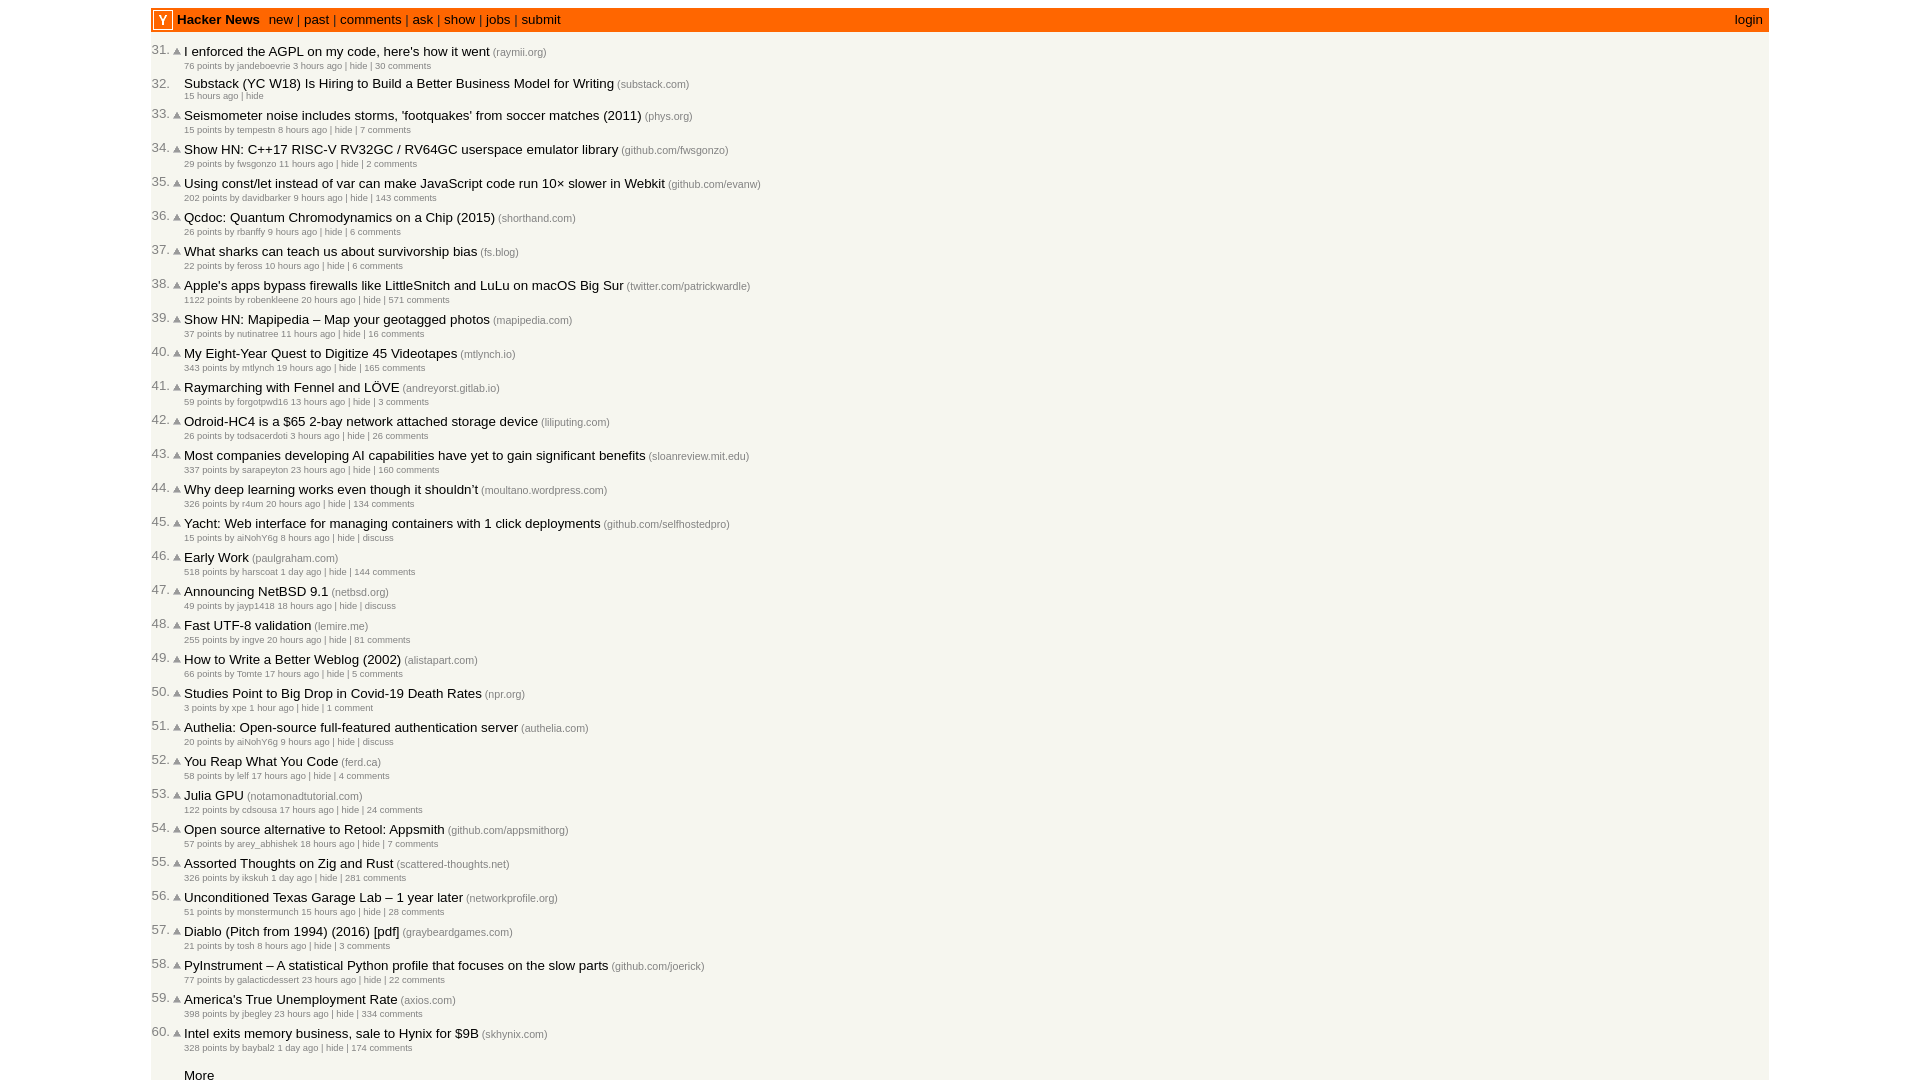 Y Hacker News new | past | comments | ask | show | jobs | submit login
31. I enforced the AGPL on my code, here's how it went (raymii.org)
76 points by jandeboevrie 3 hours ago | hide | 30 comments
32. Substack (YC W18) Is Hiring to Build a Better Business Model for Writing (substack.com)
15 hours ago | hide
33. Seismometer noise includes storms, 'footquakes' from soccer matches (2011) (phys.org)
15 points by tempestn 8 hours ago | hide | 7 comments
34. Show HN: C++17 RISC-V RV32GC / RV64GC userspace emulator library (github.com/fwsgonzo)
29 points by fwsgonzo 11 hours ago | hide | 2 comments
35. Using const/let instead of var can make JavaScript code run 10× slower in Webkit (github.com/evanw)
202 points by davidbarker 9 hours ago | hide | 143 comments
36. Qcdoc: Quantum Chromodynamics on a Chip (2015) (shorthand.com)
26 points by rbanffy 9 hours ago | hide | 6 comments
37. What sharks can teach us about survivorship bias (fs.blog)
22 points by feross 10 hours ago | hide | 6 comments
38. Apple's apps bypass firewalls like LittleSnitch and LuLu on macOS Big Sur (twitter.com/patrickwardle)
1122 points by robenkleene 20 hours ago | hide | 571 comments
39. Show HN: Mapipedia – Map your geotagged photos (mapipedia.com)
37 points by nutinatree 11 hours ago | hide | 16 comments
40. My Eight-Year Quest to Digitize 45 Videotapes (mtlynch.io)
343 points by mtlynch 19 hours ago | hide | 165 comments
41. Raymarching with Fennel and LÖVE (andreyorst.gitlab.io)
59 points by forgotpwd16 13 hours ago | hide | 3 comments
42. Odroid-HC4 is a $65 2-bay network attached storage device (liliputing.com)
26 points by todsacerdoti 3 hours ago | hide | 26 comments
43. Most companies developing AI capabilities have yet to gain significant benefits (sloanreview.mit.edu)
337 points by sarapeyton 23 hours ago | hide | 160 comments
44. Why deep learning works even though it shouldn’t (moultano.wordpress.com)
326 points by r4um 20 hours ago | hide | 134 comments
45. Yacht: Web interface for managing containers with 1 click deployments (github.com/selfhostedpro)
15 points by aiNohY6g 8 hours ago | hide | discuss
46. Early Work (paulgraham.com)
518 points by harscoat 1 day ago | hide | 144 comments
47. Announcing NetBSD 9.1 (netbsd.org)
49 points by jayp1418 18 hours ago | hide | discuss
48. Fast UTF-8 validation (lemire.me)
255 points by ingve 20 hours ago | hide | 81 comments
49. How to Write a Better Weblog (2002) (alistapart.com)
66 points by Tomte 17 hours ago | hide | 5 comments
50. Studies Point to Big Drop in Covid-19 Death Rates (npr.org)
3 points by xpe 1 hour ago | hide | 1 comment
51. Authelia: Open-source full-featured authentication server (authelia.com)
20 points by aiNohY6g 9 hours ago | hide | discuss
52. You Reap What You Code (ferd.ca)
58 points by lelf 17 hours ago | hide | 4 comments
53. Julia GPU (notamonadtutorial.com)
122 points by cdsousa 17 hours ago | hide | 24 comments
54. Open source alternative to Retool: Appsmith (github.com/appsmithorg)
57 points by arey_abhishek 18 hours ago | hide | 7 comments
55. Assorted Thoughts on Zig and Rust (scattered-thoughts.net)
326 points by ikskuh 1 day ago | hide | 281 comments
56. Unconditioned Texas Garage Lab – 1 year later (networkprofile.org)
51 points by monstermunch 15 hours ago | hide | 28 comments
57. Diablo (Pitch from 1994) (2016) [pdf] (graybeardgames.com)
21 points by tosh 8 hours ago | hide | 3 comments
58. PyInstrument – A statistical Python profile that focuses on the slow parts (github.com/joerick)
77 points by galacticdessert 23 hours ago | hide | 22 comments
59. America's True Unemployment Rate (axios.com)
398 points by jbegley 23 hours ago | hide | 334 comments
60. Intel exits memory business, sale to Hynix for $9B (skhynix.com)
328 points by baybal2 1 day ago | hide | 174 comments
More